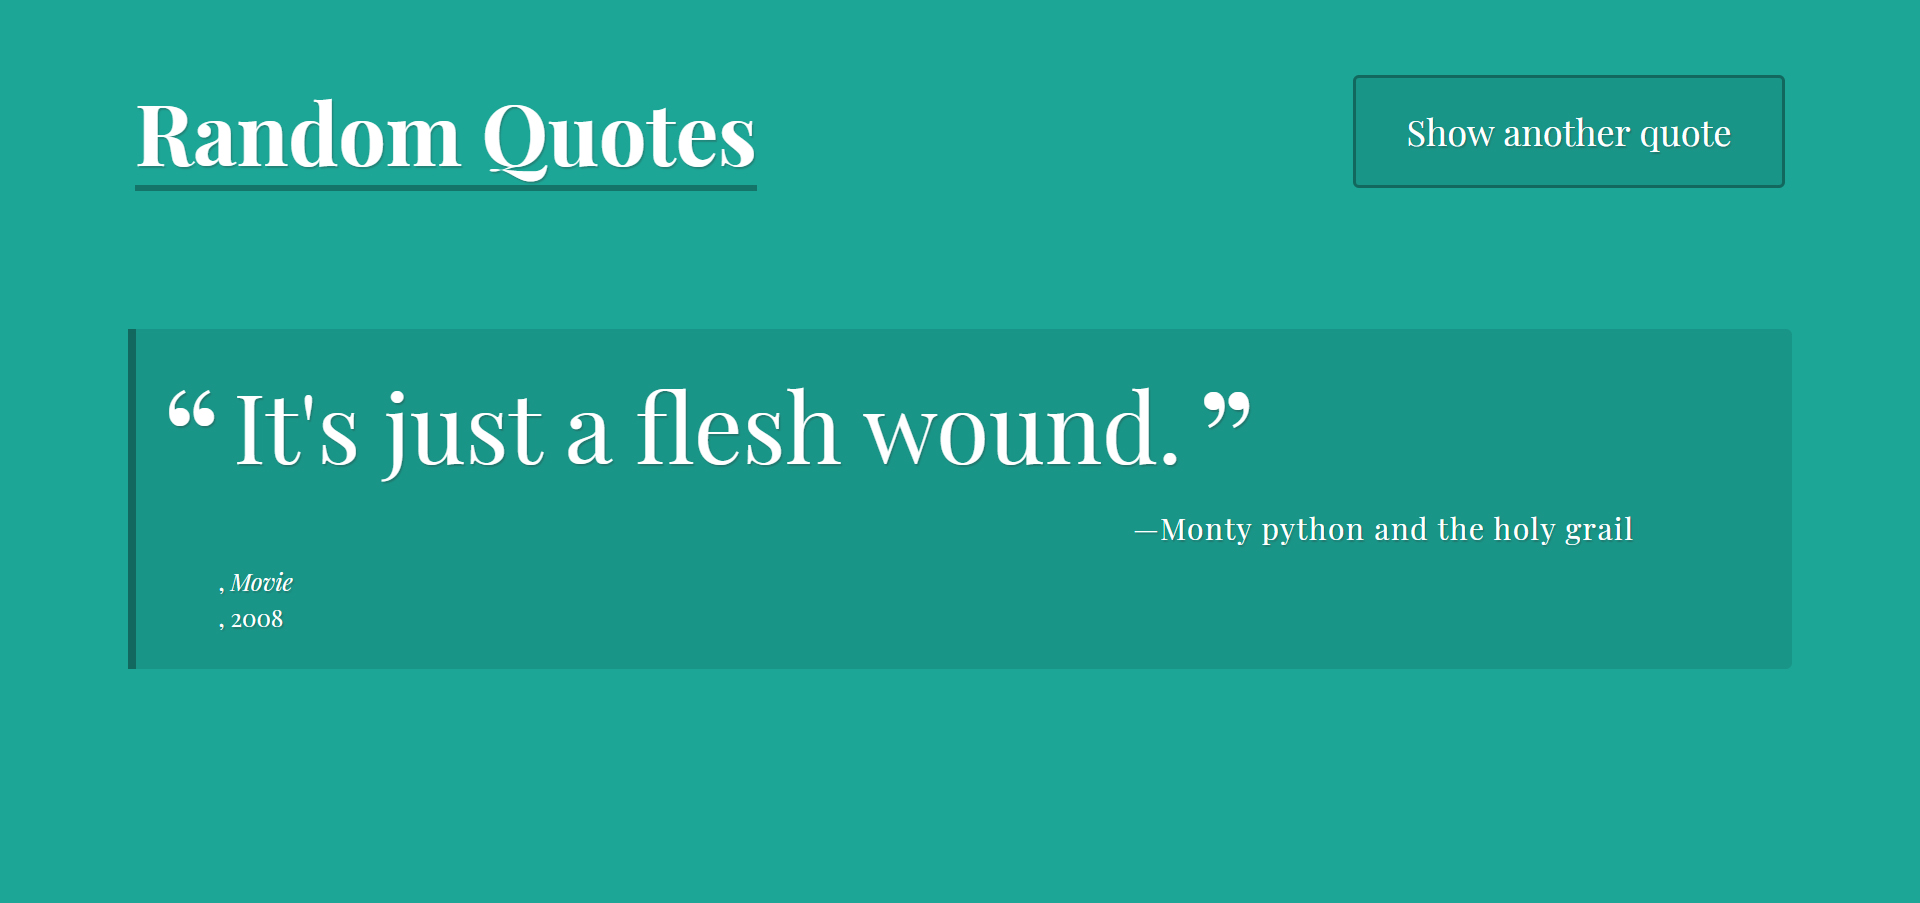 Random Quotes
Show another quote
“ It's just a flesh wound. ”
—Monty python and the holy grail
, Movie
, 2008